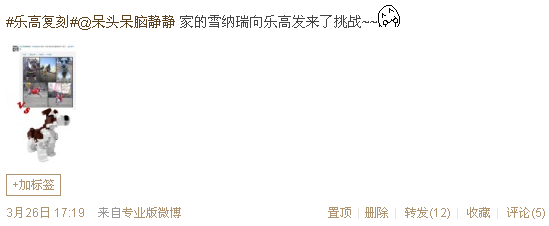 #乐高复刻#@呆头呆脑静静 家的雪纳瑞向乐高发来了挑战~~
VS
+加标签
3月26日 17:19 来自专业版微博 置顶 | 删除 | 转发(12) | 收藏 | 评论(5)